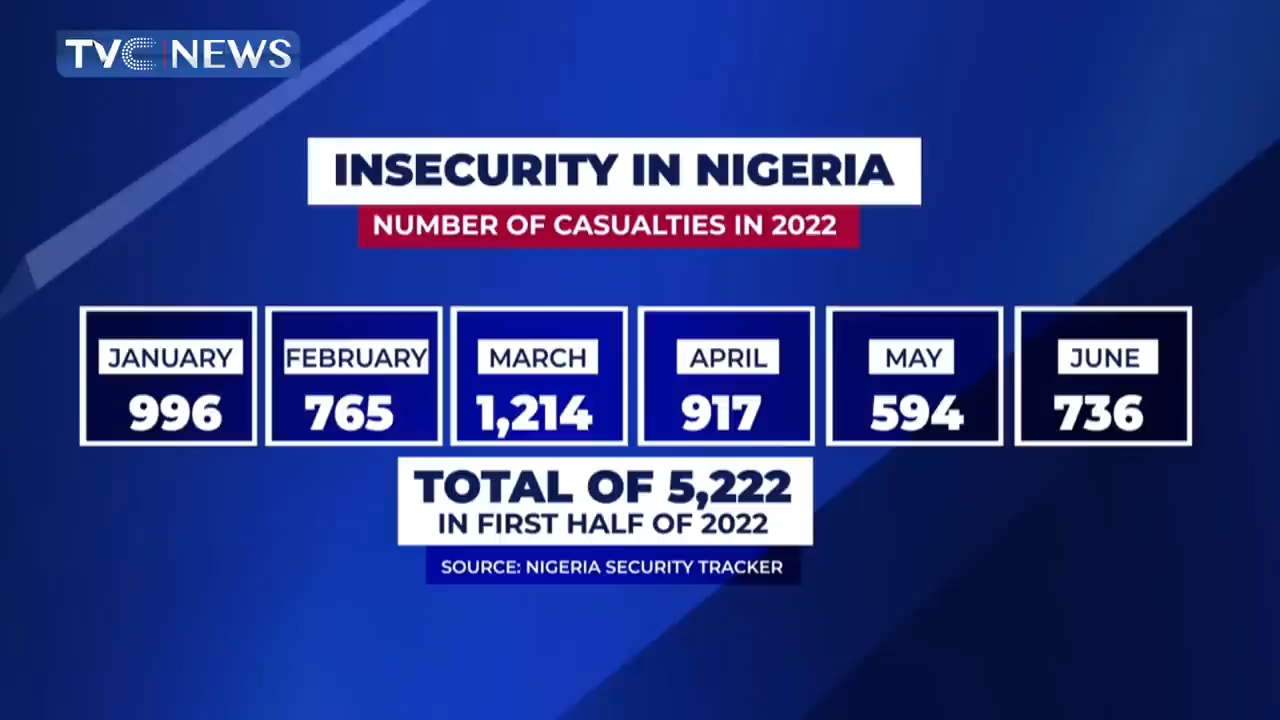 TVC NEWS
INSECURITY IN NIGERIA
NUMBER OF CASUALTIES IN 2022
JANUARY
996
FEBRUARY
765
MARCH
1,214
APRIL
917
MAY
594
JUNE
736
TOTAL OF 5,222
IN FIRST HALF OF 2022
SOURCE: NIGERIA SECURITY TRACKER